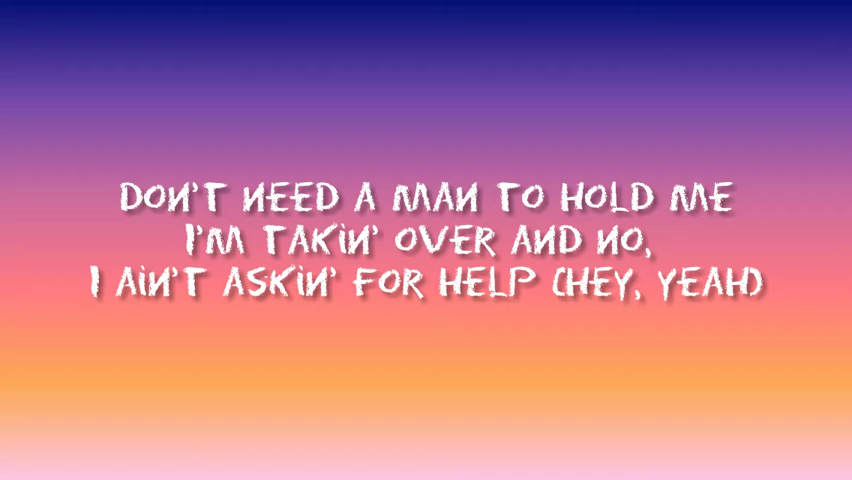 DON'T NEED A MAN TO HOLD ME
I'M TAKIN' OVER AND NO,
I AIN'T ASKIN' FOR HELP (HEY, YEAH)